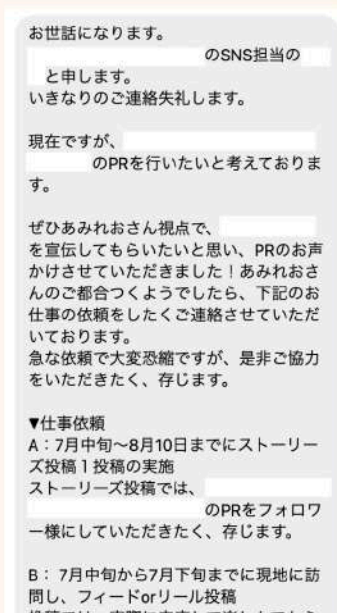 お世話になります。
のSNS担当の
と申します。
いきなりのご連絡失礼します。
現在ですが、
のPRを行いたいと考えておりま
す。
ぜひあみれおさん視点で、
を宣伝してもらいたいと思い、PRのお声
かけさせていただきました！あみれおさ
んのご都合つくようでしたら、下記のお
仕事の依頼をしたくご連絡させていただ
いております。
急な依頼で大変恐縮ですが、是非ご協力
をいただきたく、存じます。
▼仕事依頼
A：7月中旬〜8月10日までにストーリー
ズ投稿１投稿の実施
ストーリーズ投稿では、
のPRをフォロワ
ー様にしていただきたく、存じます。
B： 7月中旬から7月下旬までに現地に訪
問し、フィードorリール投稿